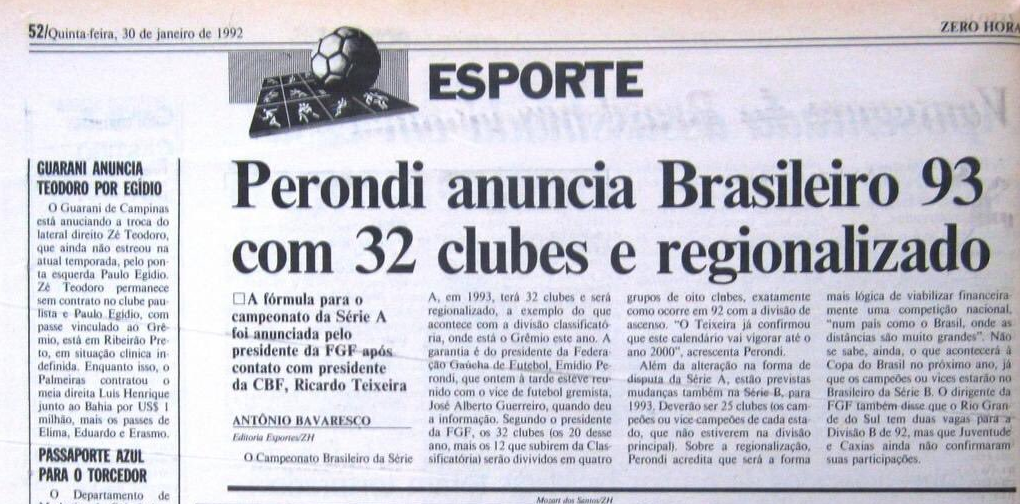 52/Quinta-feira, 30 de janeiro de 1992
ZERO HORA
ESPORTE
GUARANI ANUNCIA
TEODORO POR EGÍDIO
O Guarani de Campinas
está anuciando a troca do
lateral direito Zé Teodoro,
que ainda não estreou na
atual temporada, pelo pon-
ta esquerda Paulo Egidio.
Zé Teodoro permanece
sem contrato no clube pau-
lista e Paulo Egidio, com
passe vinculado ao Grê-
mio, está em Ribeirão Pre-
to, em situação clínica in-
definida. Enquanto isso, o
Palmeiras contratou o
meia direita Luis Henrique
junto ao Bahia por US$ 1
milhão, mais os passes de
Elima, Eduardo e Erasmo.
PASSAPORTE AZUL
PARA O TORCEDOR
O Departamento de
Perondi anuncia Brasileiro 93
com 32 clubes e regionalizado
□A fórmula para o
campeonato da Série A
foi anunciada pelo
presidente da FGF após
contato com presidente
da CBF, Ricardo Teixeira
ANTÔNIO BAVARESCO
Editoria Esportes/ZH
O Campeonato Brasileiro da Série
A, em 1993, terá 32 clubes e será
regionalizado, a exemplo do que
acontece com a divisão classificató-
ria, onde está o Grêmio este ano. A
garantia é do presidente da Federa-
ção Gaúcha de Futebol, Emidio Pe-
rondi, que ontem à tarde esteve reu-
nido com o vice de futebol gremista,
José Alberto Guerreiro, quando deu
a informação. Segundo o presidente
da FGF, os 32 clubes (os 20 desse
ano, mais os 12 que subirem da Clas-
sificatória) serão divididos em quatro
grupos de oito clubes, exatamente
como ocorre em 92 com a divisão de
ascenso. "O Teixeira já confirmou
que este calendário vai vigorar até o
ano 2000", acrescenta Perondi.
Além da alteração na forma de
disputa da Série A, estão previstas
mudanças também na Série B, para
1993. Deverão ser 25 clubes (os cam-
peões ou vice campeões de cada esta-
do, que não estiverem na divisão
principal). Sobre a regionalização,
Perondi acredita que será a forma
mais lógica de viabilizar financeira-
mente uma competição nacional,
"num país como o Brasil, onde as
distâncias são muito grandes". Não
se sabe, ainda, o que acontecerá à
Copa do Brasil no próximo ano, já
que os campeões ou vices estarão no
Brasileiro da Série B. O dirigente da
FGF também disse que o Rio Gran-
de do Sul tem duas vagas para a
Divisão B de 92, mas que Juventude
e Caxias ainda não confirmaram
suas participações.
Mozart dos Santos/ZH